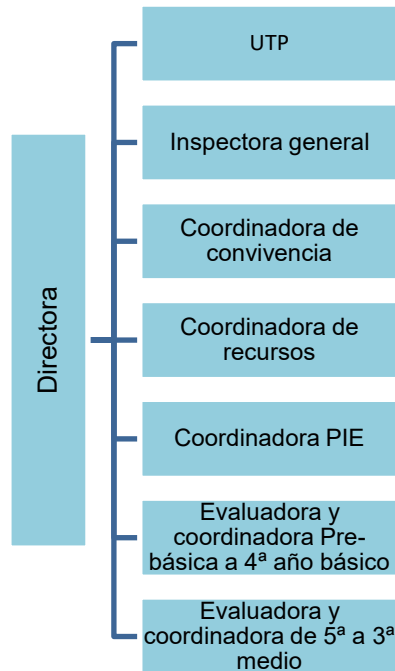 Directora
UTP
Inspectora general
Coordinadora de
convivencia
Coordinadora de
recursos
Coordinadora PIE
Evaluadora y
coordinadora Pre-
básica a 4ª año básico
Evaluadora y
coordinadora de 5ª a 3ª
medio